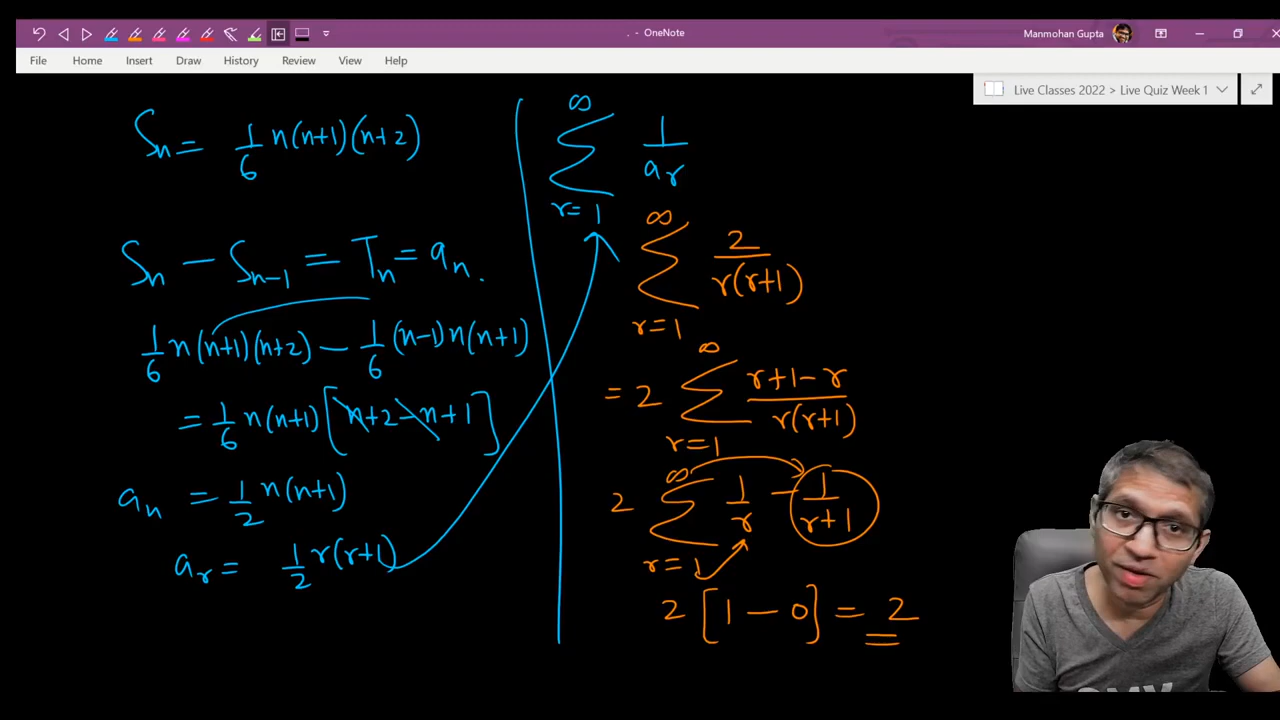 . - OneNote
Manmohan Gupta
File Home Insert Draw History Review View Help
Live Classes 2022 > Live Quiz Week 1
Sₙ = 1/6 n(n+1)(n+2)
Sₙ − Sₙ₋₁ = Tₙ = aₙ.
1/6 n(n+1)(n+2) − 1/6 (n-1)n(n+1)
= 1/6 n(n+1)[n+2-n+1]
aₙ = 1/2 n(n+1)
aᵣ = 1/2 r(r+1)
∞ Σ r=1 1/aᵣ
∞ Σ r=1 2/r(r+1)
= 2 ∞ Σ r=1 r+1-r/r(r+1)
2 ∞ Σ r=1 1/r − 1/r+1
2[1 − 0] = 2